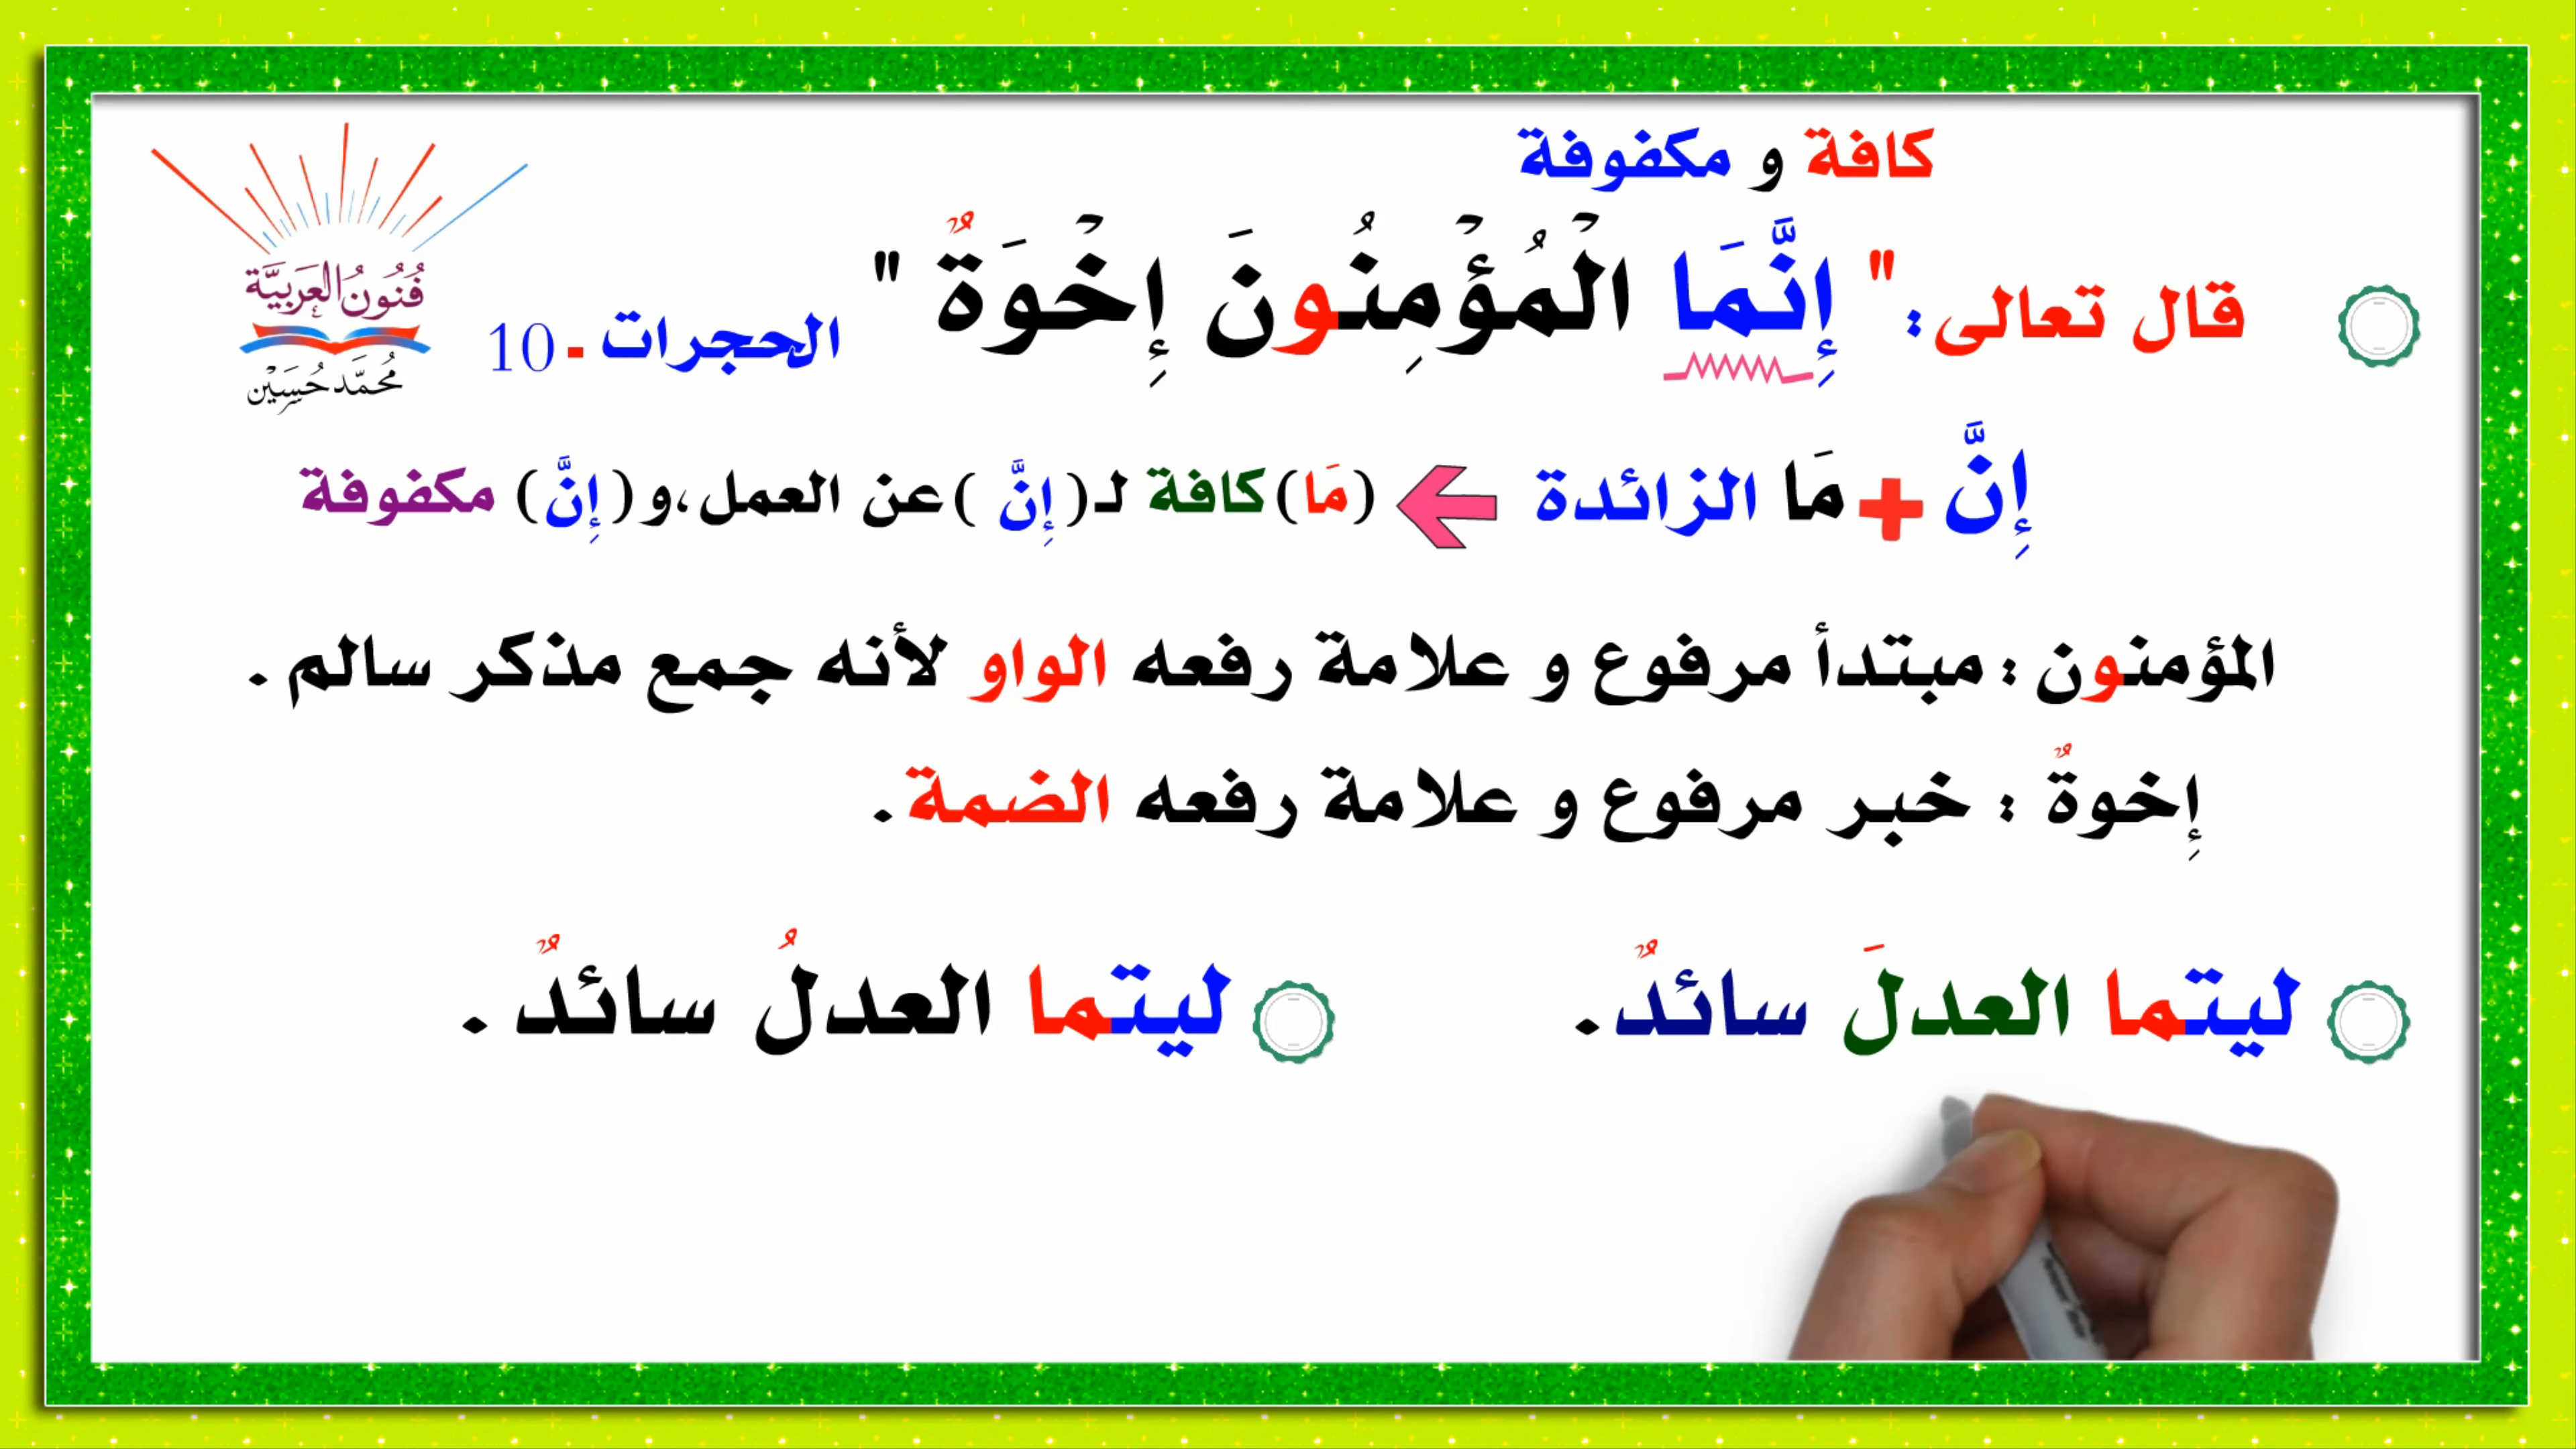 كافة و مكفوفة
قال تعالى: " إِنَّمَا الْمُؤْمِنُونَ إِخْوَةٌ " الحجرات - 10
فُنُونُ العَرَبِيَّة
مُحمَّد حُسَيْن
إِنَّ + مَا الزائدة (مَا) كافة لـ (إِنَّ ) عن العمل ،و (إِنَّ) مكفوفة
المؤمنون : مبتدأ مرفوع و علامة رفعه الواو لأنه جمع مذكر سالم .
إِخوةٌ : خبر مرفوع و علامة رفعه الضمة .
ليتما العدلَ سائدٌ .
ليتما العدلُ سائدٌ .